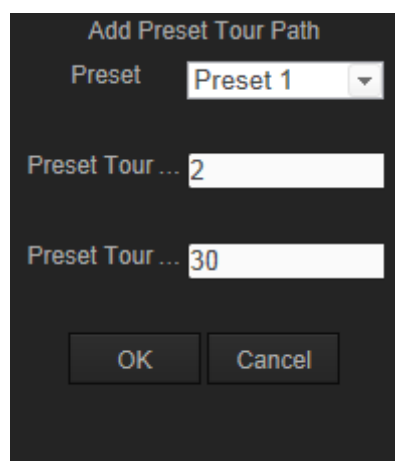 Add Preset Tour Path
Preset Preset 1
Preset Tour ... 2
Preset Tour ... 30
OK Cancel